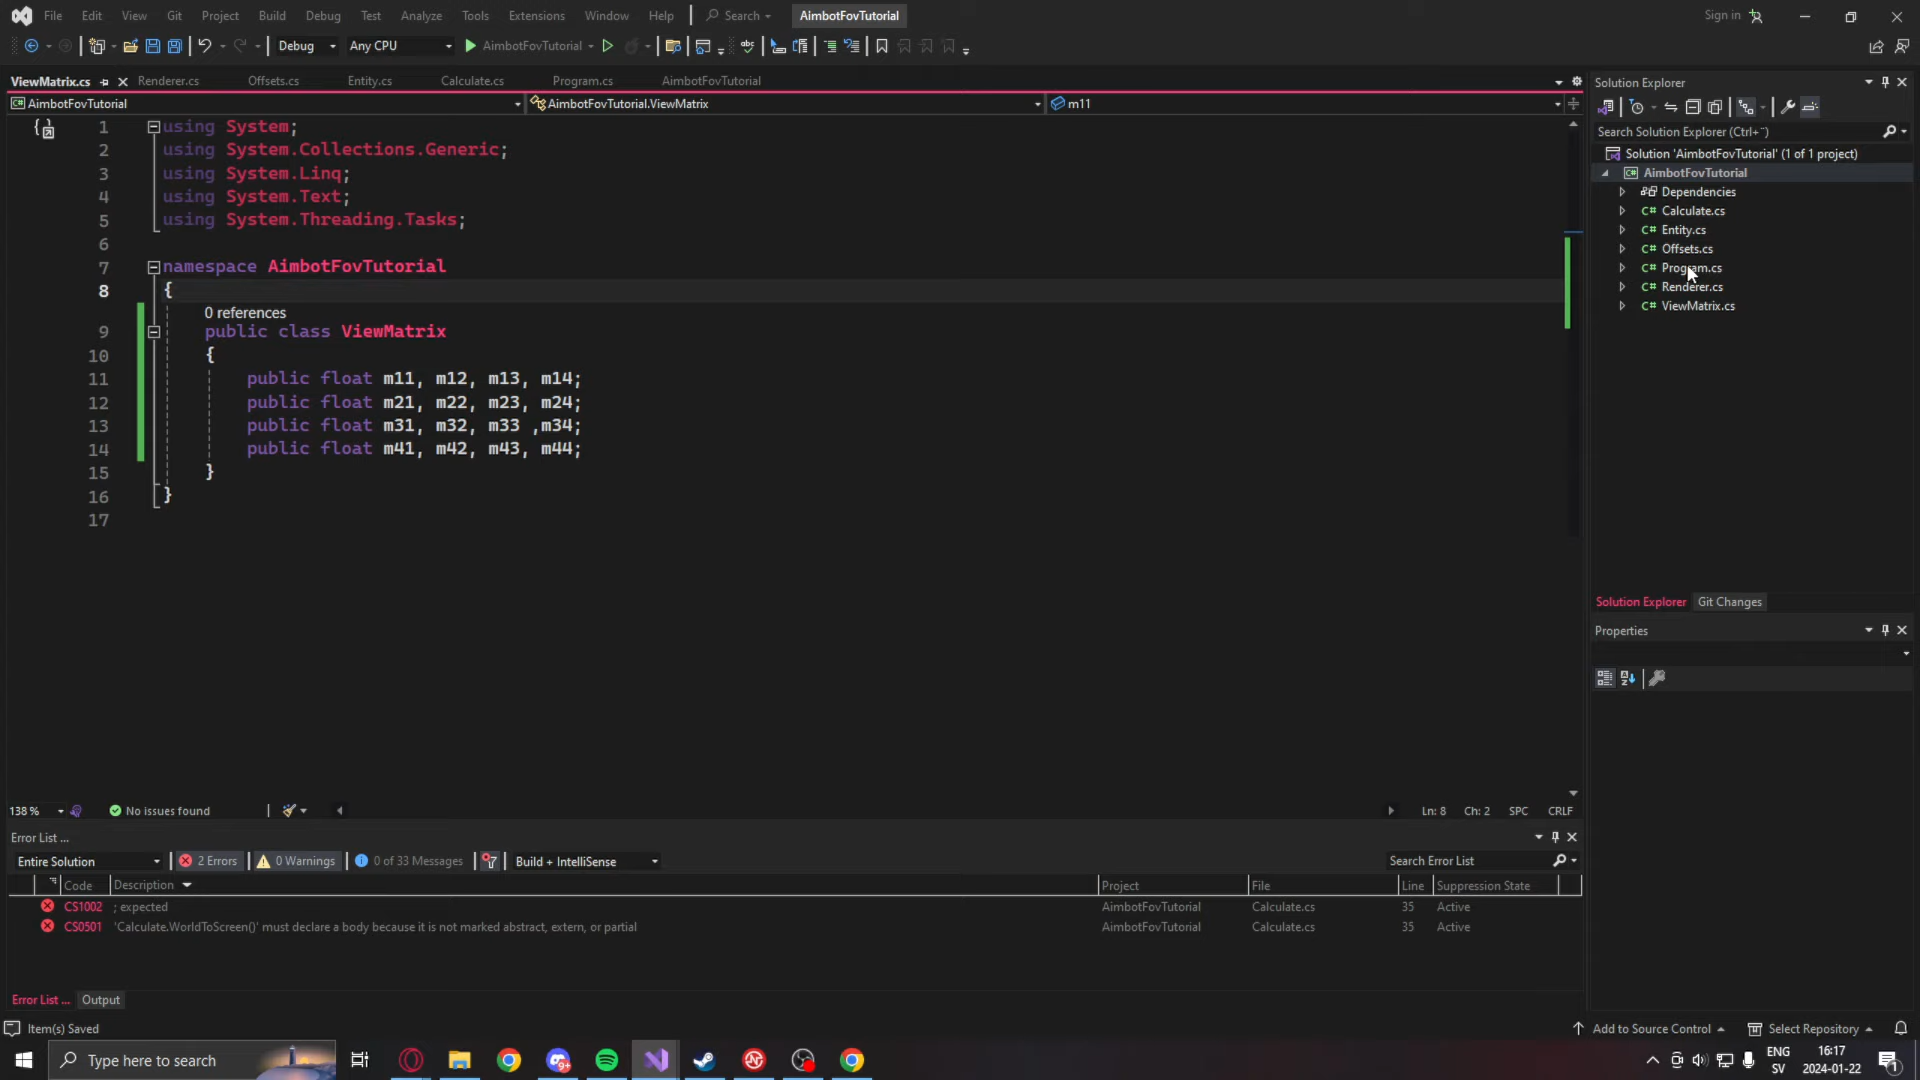 File Edit View Git Project Build Debug Test Analyze Tools Extensions Window Help Search AimbotFovTutorial Sign in
Debug Any CPU AimbotFovTutorial
ViewMatrix.cs Renderer.cs Offsets.cs Entity.cs Calculate.cs Program.cs AimbotFovTutorial
AimbotFovTutorial AimbotFovTutorial.ViewMatrix m11
1 using System;
2 using System.Collections.Generic;
3 using System.Linq;
4 using System.Text;
5 using System.Threading.Tasks;
6
7 namespace AimbotFovTutorial
8 {
0 references
9 public class ViewMatrix
10 {
11 public float m11, m12, m13, m14;
12 public float m21, m22, m23, m24;
13 public float m31, m32, m33 ,m34;
14 public float m41, m42, m43, m44;
15 }
16 }
17
138 % No issues found Ln: 8 Ch: 2 SPC CRLF
Error List ...
Entire Solution 2 Errors 0 Warnings 0 of 33 Messages Build + IntelliSense Search Error List
Code Description Project File Line Suppression State
CS1002 ; expected AimbotFovTutorial Calculate.cs 35 Active
CS0501 'Calculate.WorldToScreen()' must declare a body because it is not marked abstract, extern, or partial AimbotFovTutorial Calculate.cs 35 Active
Error List ... Output
Solution Explorer
Search Solution Explorer (Ctrl+¨)
Solution 'AimbotFovTutorial' (1 of 1 project)
AimbotFovTutorial
Dependencies
C# Calculate.cs
C# Entity.cs
C# Offsets.cs
C# Program.cs
C# Renderer.cs
C# ViewMatrix.cs
Solution Explorer Git Changes
Properties
Item(s) Saved Add to Source Control Select Repository
Type here to search 9+ ENG SV 16:17 2024-01-22 1